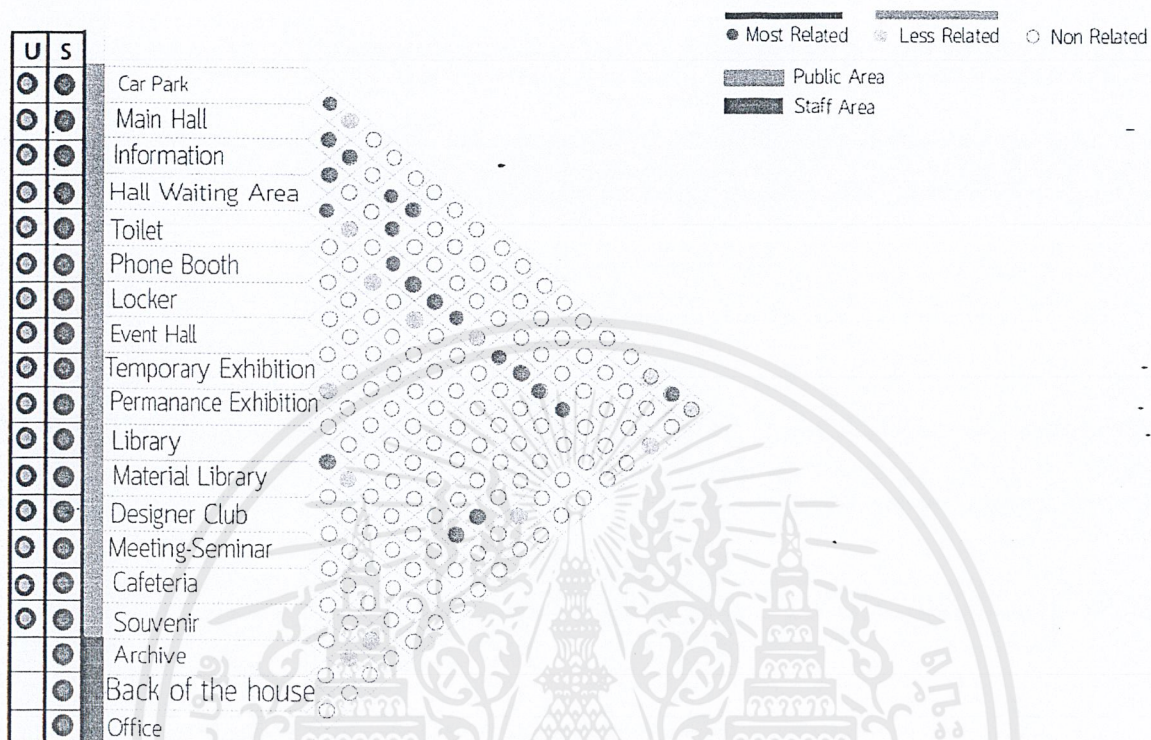 Most Related Less Related Non Related
Public Area
Staff Area
U S
Car Park
Main Hall
Information
Hall Waiting Area
Toilet
Phone Booth
Locker
Event Hall
Temporary Exhibition
Permanance Exhibition
Library
Material Library
Designer Club
Meeting-Seminar
Cafeteria
Souvenir
Archive
Back of the house
Office